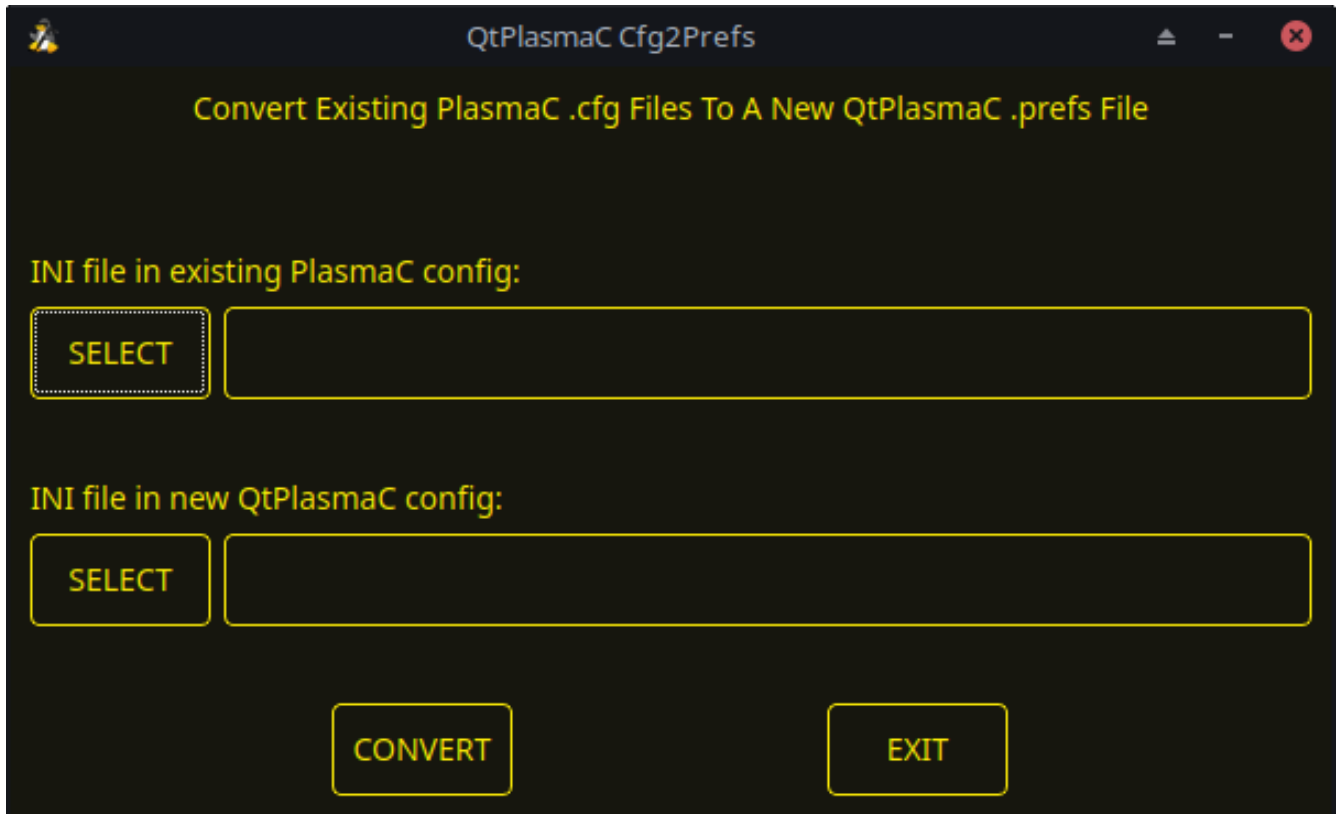 QtPlasmaC Cfg2Prefs
Convert Existing PlasmaC .cfg Files To A New QtPlasmaC .prefs File
INI file in existing PlasmaC config:
SELECT
INI file in new QtPlasmaC config:
SELECT
CONVERT EXIT